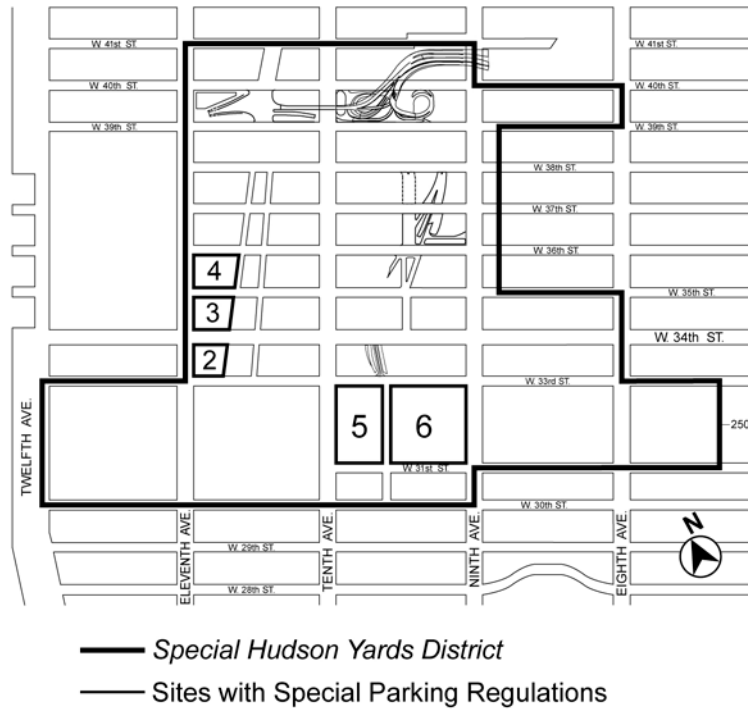 W. 41st ST. W. 41st ST.
W. 40th ST. W. 40th ST.
W. 39th ST. W. 39th ST.
W. 38th ST.
W. 37th ST.
W. 36th ST.
4
W. 35th ST.
3
W. 34th ST.
2
W. 33rd ST.
TWELFTH AVE.
5 6
250
W. 31st ST.
W. 30th ST.
ELEVENTH AVE.
TENTH AVE.
NINTH AVE.
EIGHTH AVE.
N
W. 29th ST.
W. 28th ST.
Special Hudson Yards District
Sites with Special Parking Regulations